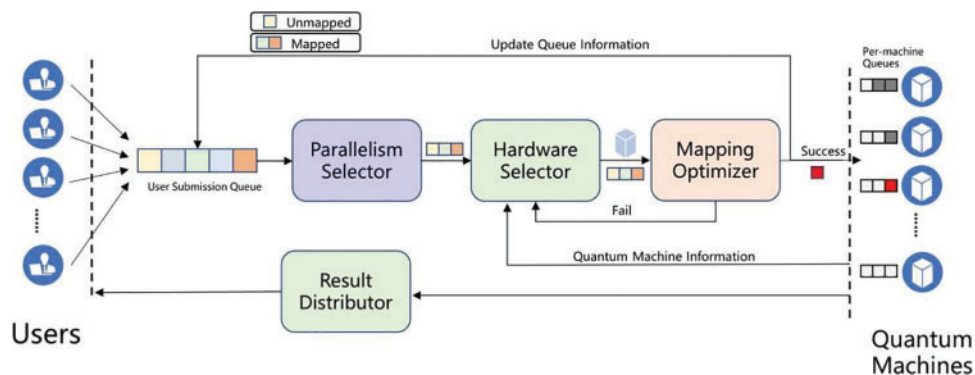 Unmapped
Mapped
Update Queue Information
Per-machine
Queues
Parallelism
Selector
Hardware
Selector
Mapping
Optimizer
Success
User Submission Queue
Fail
Quantum Machine Information
Result
Distributor
Users
Quantum
Machines